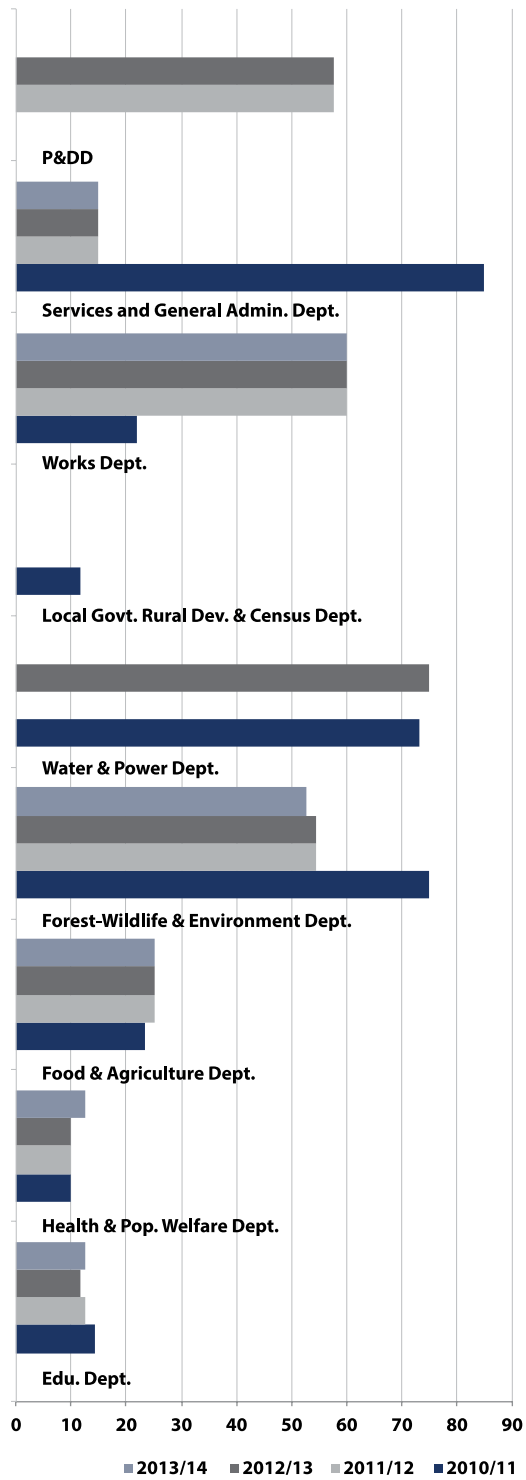 P&DD
Services and General Admin. Dept.
Works Dept.
Local Govt. Rural Dev. & Census Dept.
Water & Power Dept.
Forest-Wildlife & Environment Dept.
Food & Agriculture Dept.
Health & Pop. Welfare Dept.
Edu. Dept.
0 10 20 30 40 50 60 70 80 90
2013/14 2012/13 2011/12 2010/11